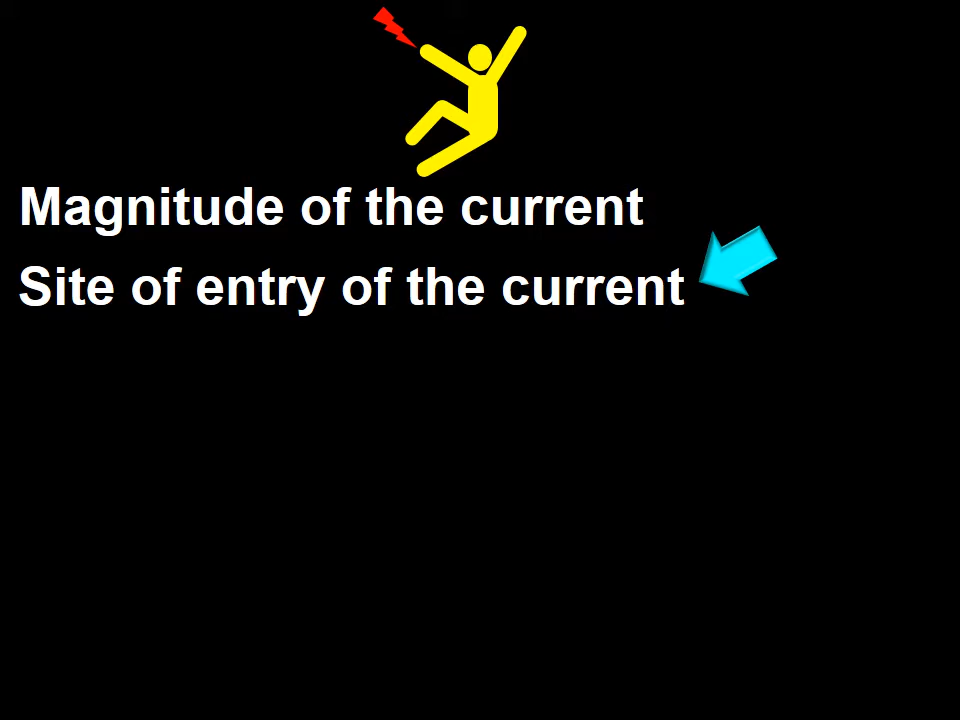 Magnitude of the current
Site of entry of the current